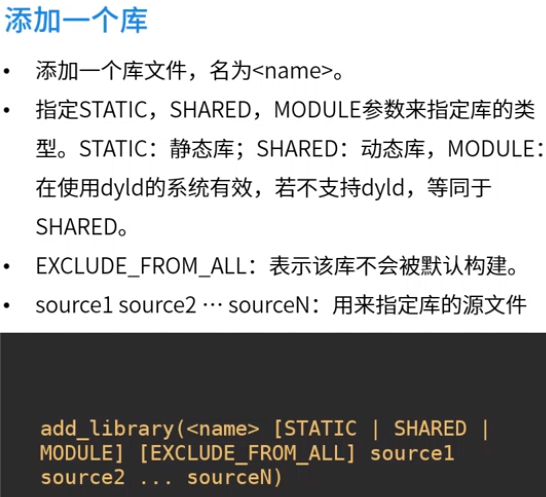 添加一个库
• 添加一个库文件，名为<name>。
• 指定STATIC，SHARED，MODULE参数来指定库的类
型。STATIC：静态库；SHARED：动态库，MODULE：
在使用dyld的系统有效，若不支持dyld，等同于
SHARED。
• EXCLUDE_FROM_ALL：表示该库不会被默认构建。
• source1 source2 … sourceN：用来指定库的源文件
add_library(<name> [STATIC | SHARED |
MODULE] [EXCLUDE_FROM_ALL] source1
source2 ... sourceN)